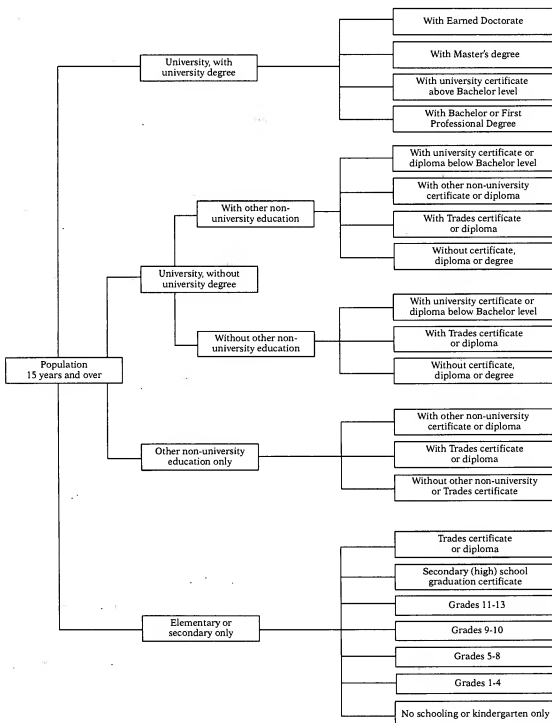 With Earned Doctorate
With Master's degree
University, with
university degree
With university certificate
above Bachelor level
With Bachelor or First
Professional Degree
With university certificate or
diploma below Bachelor level
With other non-university
certificate or diploma
With other non-
university education
With Trades certificate
or diploma
Without certificate,
diploma or degree
University, without
university degree
With university certificate or
diploma below Bachelor level
Without other non-
university education
With Trades certificate
or diploma
Without certificate,
diploma or degree
Population
15 years and over
With other non-university
certificate or diploma
Other non-university
education only
With Trades certificate
or diploma
Without other non-university
or Trades certificate
Trades certificate
or diploma
Secondary (high) school
graduation certificate
Grades 11-13
Elementary or
secondary only
Grades 9-10
Grades 5-8
Grades 1-4
No schooling or kindergarten only